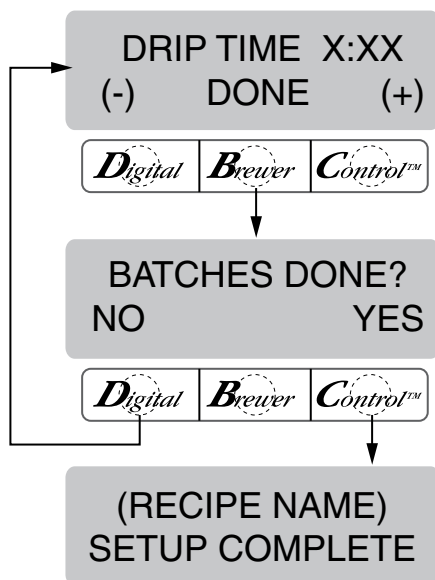 DRIP TIME X:XX
(-) DONE (+)
Digital Brewer Control™
BATCHES DONE?
NO YES
Digital Brewer Control™
(RECIPE NAME)
SETUP COMPLETE